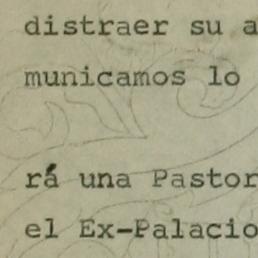 distraer su a
municamos lo
rá una Pastor
el Ex-Palacio